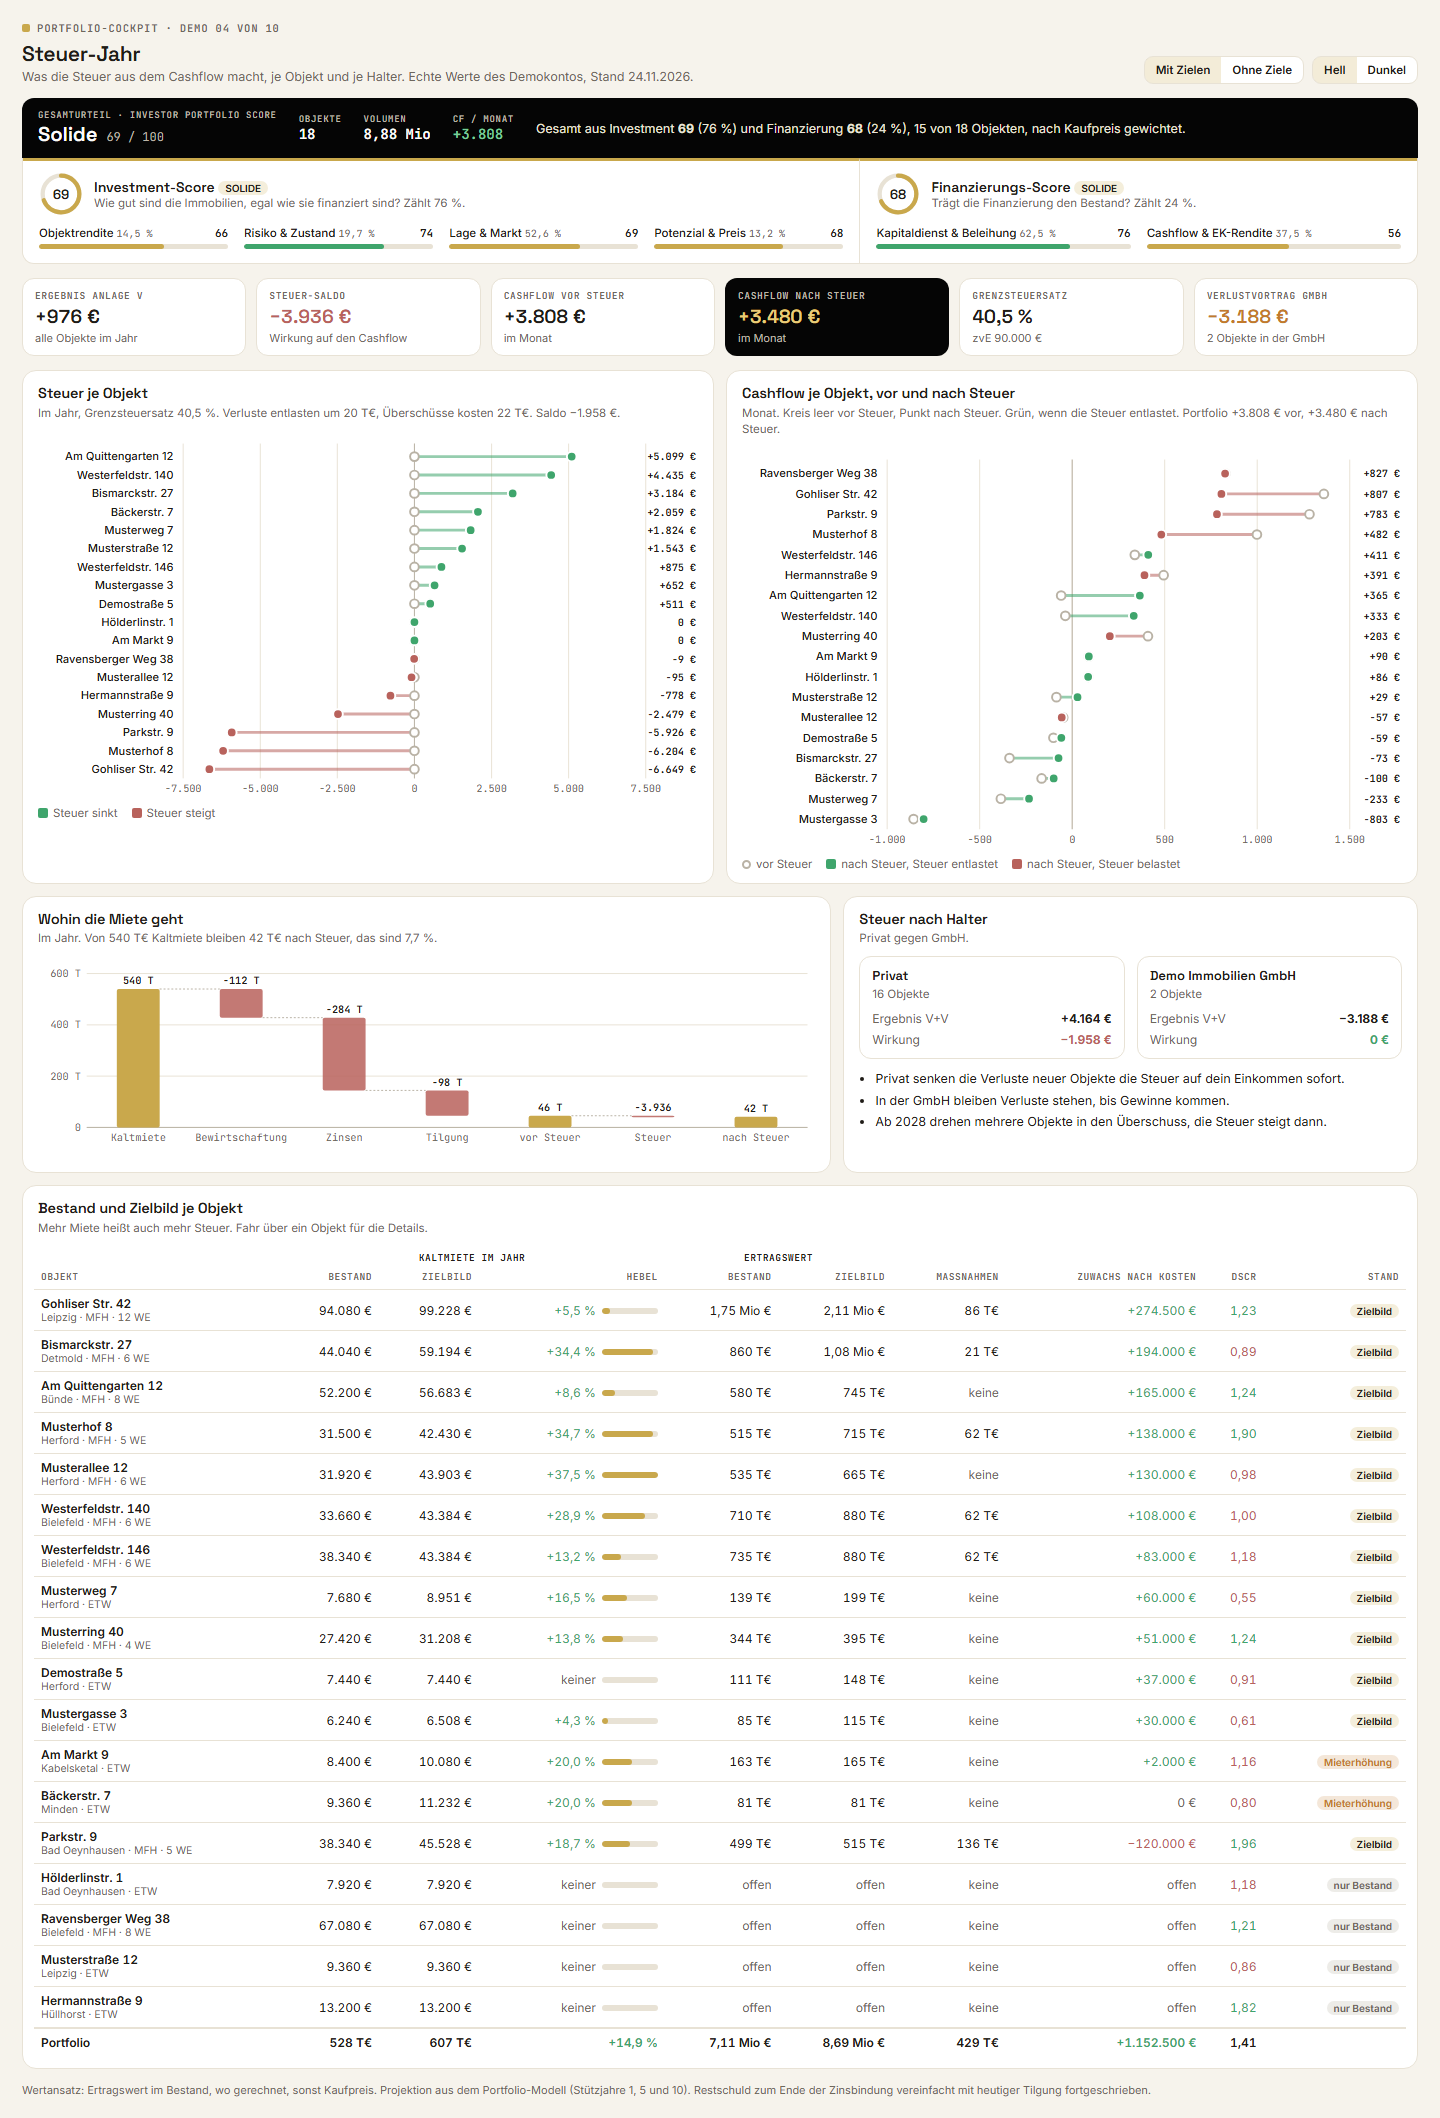 PORTFOLIO-COCKPIT · DEMO 04 VON 10
Steuer-Jahr
Was die Steuer aus dem Cashflow macht, je Objekt und je Halter. Echte Werte des Demokontos, Stand 24.11.2026.
Mit Zielen Ohne Ziele Hell Dunkel
GESAMTURTEIL · INVESTOR PORTFOLIO SCORE
Solide 69 / 100
OBJEKTE
18
VOLUMEN
8,88 Mio
CF / MONAT
+3.808
Gesamt aus Investment 69 (76 %) und Finanzierung 68 (24 %), 15 von 18 Objekten, nach Kaufpreis gewichtet.
69
Investment-Score SOLIDE
Wie gut sind die Immobilien, egal wie sie finanziert sind? Zählt 76 %.
Objektrendite 14,5 % 66
Risiko & Zustand 19,7 % 74
Lage & Markt 52,6 % 69
Potenzial & Preis 13,2 % 68
68
Finanzierungs-Score SOLIDE
Trägt die Finanzierung den Bestand? Zählt 24 %.
Kapitaldienst & Beleihung 62,5 % 76
Cashflow & EK-Rendite 37,5 % 56
ERGEBNIS ANLAGE V
+976 €
alle Objekte im Jahr
STEUER-SALDO
−3.936 €
Wirkung auf den Cashflow
CASHFLOW VOR STEUER
+3.808 €
im Monat
CASHFLOW NACH STEUER
+3.480 €
im Monat
GRENZSTEUERSATZ
40,5 %
zvE 90.000 €
VERLUSTVORTRAG GMBH
−3.188 €
2 Objekte in der GmbH
Steuer je Objekt
Im Jahr, Grenzsteuersatz 40,5 %. Verluste entlasten um 20 T€, Überschüsse kosten 22 T€. Saldo −1.958 €.
Am Quittengarten 12 +5.099 €
Westerfeldstr. 140 +4.435 €
Bismarckstr. 27 +3.184 €
Bäckerstr. 7 +2.059 €
Musterweg 7 +1.824 €
Musterstraße 12 +1.543 €
Westerfeldstr. 146 +875 €
Mustergasse 3 +652 €
Demostraße 5 +511 €
Hölderlinstr. 1 0 €
Am Markt 9 0 €
Ravensberger Weg 38 -9 €
Musterallee 12 -95 €
Hermannstraße 9 -778 €
Musterring 40 -2.479 €
Parkstr. 9 -5.926 €
Musterhof 8 -6.204 €
Gohliser Str. 42 -6.649 €
-7.500 -5.000 -2.500 0 2.500 5.000 7.500
Steuer sinkt Steuer steigt
Cashflow je Objekt, vor und nach Steuer
Monat. Kreis leer vor Steuer, Punkt nach Steuer. Grün, wenn die Steuer entlastet. Portfolio +3.808 € vor, +3.480 € nach
Steuer.
Ravensberger Weg 38 +827 €
Gohliser Str. 42 +807 €
Parkstr. 9 +783 €
Musterhof 8 +482 €
Westerfeldstr. 146 +411 €
Hermannstraße 9 +391 €
Am Quittengarten 12 +365 €
Westerfeldstr. 140 +333 €
Musterring 40 +203 €
Am Markt 9 +90 €
Hölderlinstr. 1 +86 €
Musterstraße 12 +29 €
Musterallee 12 -57 €
Demostraße 5 -59 €
Bismarckstr. 27 -73 €
Bäckerstr. 7 -100 €
Musterweg 7 -233 €
Mustergasse 3 -803 €
-1.000 -500 0 500 1.000 1.500
vor Steuer nach Steuer, Steuer entlastet nach Steuer, Steuer belastet
Wohin die Miete geht
Im Jahr. Von 540 T€ Kaltmiete bleiben 42 T€ nach Steuer, das sind 7,7 %.
600 T
400 T
200 T
0
540 T -112 T -284 T -98 T 46 T -3.936 42 T
Kaltmiete Bewirtschaftung Zinsen Tilgung vor Steuer Steuer nach Steuer
Steuer nach Halter
Privat gegen GmbH.
Privat
16 Objekte
Ergebnis V+V +4.164 €
Wirkung −1.958 €
Demo Immobilien GmbH
2 Objekte
Ergebnis V+V −3.188 €
Wirkung 0 €
• Privat senken die Verluste neuer Objekte die Steuer auf dein Einkommen sofort.
• In der GmbH bleiben Verluste stehen, bis Gewinne kommen.
• Ab 2028 drehen mehrere Objekte in den Überschuss, die Steuer steigt dann.
Bestand und Zielbild je Objekt
Mehr Miete heißt auch mehr Steuer. Fahr über ein Objekt für die Details.
KALTMIETE IM JAHR ERTRAGSWERT
OBJEKT BESTAND ZIELBILD HEBEL BESTAND ZIELBILD MASSNAHMEN ZUWACHS NACH KOSTEN DSCR STAND
Gohliser Str. 42 94.080 € 99.228 € +5,5 % 1,75 Mio € 2,11 Mio € 86 T€ +274.500 € 1,23 Zielbild
Leipzig · MFH · 12 WE
Bismarckstr. 27 44.040 € 59.194 € +34,4 % 860 T€ 1,08 Mio € 21 T€ +194.000 € 0,89 Zielbild
Detmold · MFH · 6 WE
Am Quittengarten 12 52.200 € 56.683 € +8,6 % 580 T€ 745 T€ keine +165.000 € 1,24 Zielbild
Bünde · MFH · 8 WE
Musterhof 8 31.500 € 42.430 € +34,7 % 515 T€ 715 T€ 62 T€ +138.000 € 1,90 Zielbild
Herford · MFH · 5 WE
Musterallee 12 31.920 € 43.903 € +37,5 % 535 T€ 665 T€ keine +130.000 € 0,98 Zielbild
Herford · MFH · 6 WE
Westerfeldstr. 140 33.660 € 43.384 € +28,9 % 710 T€ 880 T€ 62 T€ +108.000 € 1,00 Zielbild
Bielefeld · MFH · 6 WE
Westerfeldstr. 146 38.340 € 43.384 € +13,2 % 735 T€ 880 T€ 62 T€ +83.000 € 1,18 Zielbild
Bielefeld · MFH · 6 WE
Musterweg 7 7.680 € 8.951 € +16,5 % 139 T€ 199 T€ keine +60.000 € 0,55 Zielbild
Herford · ETW
Musterring 40 27.420 € 31.208 € +13,8 % 344 T€ 395 T€ keine +51.000 € 1,24 Zielbild
Bielefeld · MFH · 4 WE
Demostraße 5 7.440 € 7.440 € keiner 111 T€ 148 T€ keine +37.000 € 0,91 Zielbild
Herford · ETW
Mustergasse 3 6.240 € 6.508 € +4,3 % 85 T€ 115 T€ keine +30.000 € 0,61 Zielbild
Bielefeld · ETW
Am Markt 9 8.400 € 10.080 € +20,0 % 163 T€ 165 T€ keine +2.000 € 1,16 Mieterhöhung
Kabelsketal · ETW
Bäckerstr. 7 9.360 € 11.232 € +20,0 % 81 T€ 81 T€ keine 0 € 0,80 Mieterhöhung
Minden · ETW
Parkstr. 9 38.340 € 45.528 € +18,7 % 499 T€ 515 T€ 136 T€ −120.000 € 1,96 Zielbild
Bad Oeynhausen · MFH · 5 WE
Hölderlinstr. 1 7.920 € 7.920 € keiner offen offen keine offen 1,18 nur Bestand
Bad Oeynhausen · ETW
Ravensberger Weg 38 67.080 € 67.080 € keiner offen offen keine offen 1,21 nur Bestand
Bielefeld · MFH · 8 WE
Musterstraße 12 9.360 € 9.360 € keiner offen offen keine offen 0,86 nur Bestand
Leipzig · ETW
Hermannstraße 9 13.200 € 13.200 € keiner offen offen keine offen 1,82 nur Bestand
Hüllhorst · ETW
Portfolio 528 T€ 607 T€ +14,9 % 7,11 Mio € 8,69 Mio € 429 T€ +1.152.500 € 1,41
Wertansatz: Ertragswert im Bestand, wo gerechnet, sonst Kaufpreis. Projektion aus dem Portfolio-Modell (Stützjahre 1, 5 und 10). Restschuld zum Ende der Zinsbindung vereinfacht mit heutiger Tilgung fortgeschrieben.